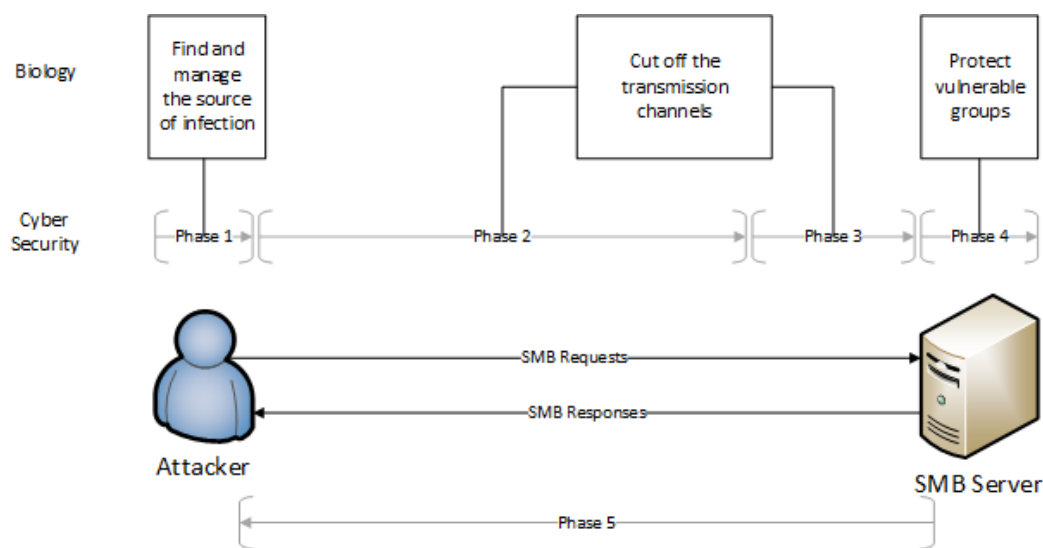 Biology
Find and
manage
the source
of infection
Cut off the
transmission
channels
Protect
vulnerable
groups
Cyber
Security
Phase 1
Phase 2
Phase 3
Phase 4
SMB Requests
SMB Responses
Attacker
SMB Server
Phase 5